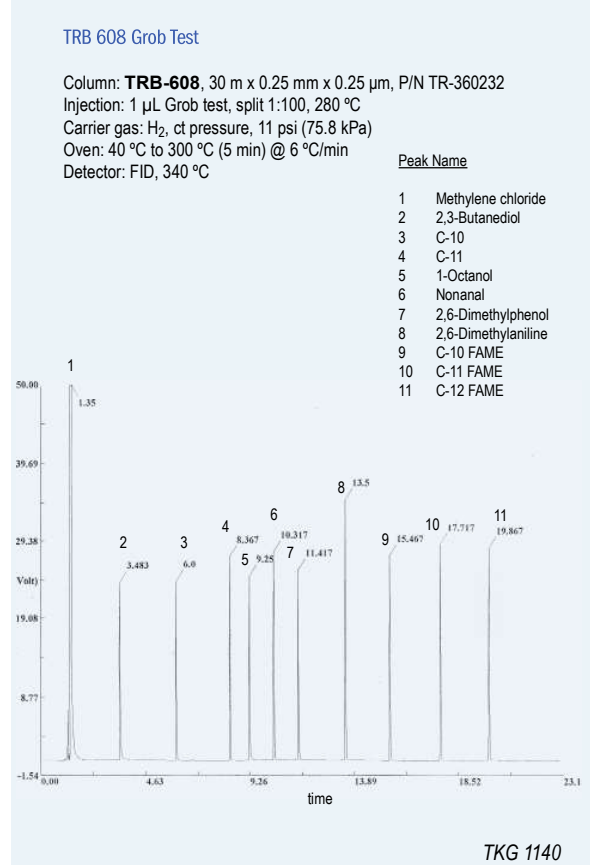 TRB 608 Grob Test
Column: TRB-608, 30 m x 0.25 mm x 0.25 µm, P/N TR-360232
Injection: 1 µL Grob test, split 1:100, 280 ºC
Carrier gas: H₂, ct pressure, 11 psi (75.8 kPa)
Oven: 40 ºC to 300 ºC (5 min) @ 6 ºC/min
Detector: FID, 340 ºC
Peak Name
1 Methylene chloride
2 2,3-Butanediol
3 C-10
4 C-11
5 1-Octanol
6 Nonanal
7 2,6-Dimethylphenol
8 2,6-Dimethylaniline
9 C-10 FAME
10 C-11 FAME
11 C-12 FAME
1
50.00
1.35
39.69
8 13.5
6
10 17.717
11
19.867
29.38
2
3
4
8.367
10.317
9 15.467
5 9.25
7 11.417
3.483
6.0
Volt)
19.08
8.77
-1.54
0.00 4.63 9.26 13.89 18.52 23.1
time
TKG 1140